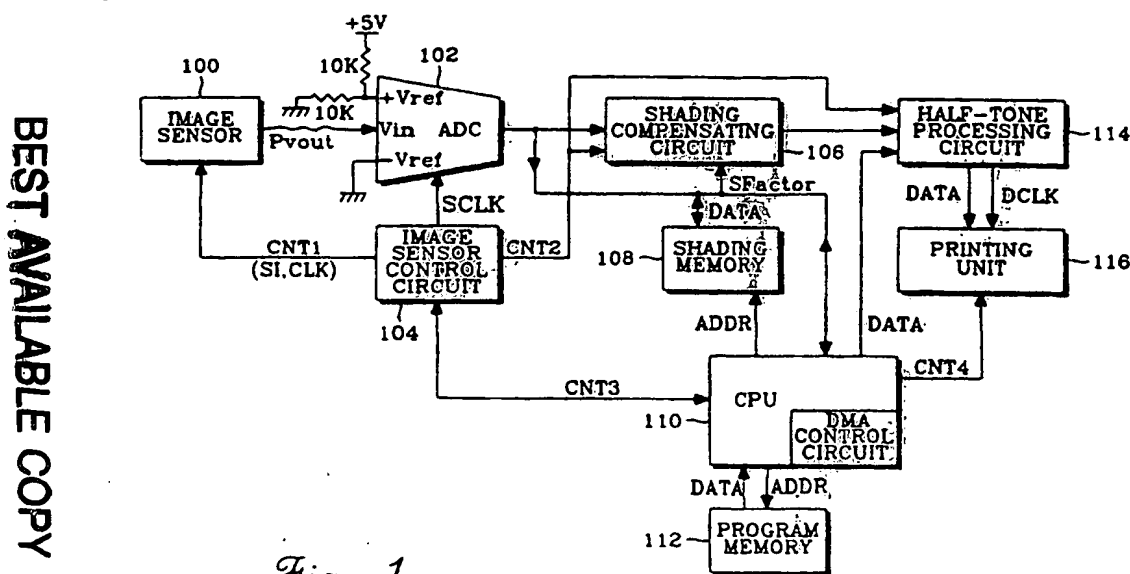 BEST AVAILABLE COPY
+5V
10K
10K
100
IMAGE
SENSOR
Pvout
102
+Vref
Vin ADC
-Vref
SCLK
CNT1
(SI,CLK)
IMAGE
SENSOR
CONTROL
CIRCUIT
104
CNT2
SHADING
COMPENSATING
CIRCUIT
106
SFactor
DATA
108
SHADING
MEMORY
ADDR
HALF-TONE
PROCESSING
CIRCUIT
114
DATA
DCLK
PRINTING
UNIT
116
DATA
CNT4
CNT3
110
CPU
DMA
CONTROL
CIRCUIT
DATA
ADDR
112
PROGRAM
MEMORY
Fig. 1